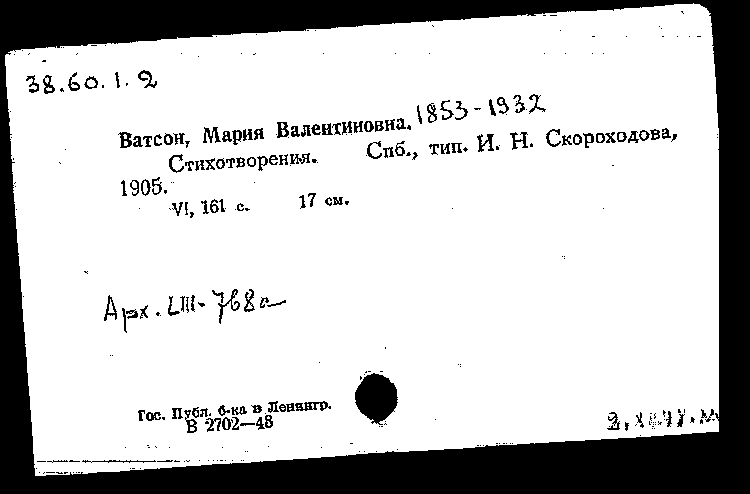 38.60.1.2
Ватсон, Мария Валентиновна. 1853-1932
Стихотворения. Спб., тип. И. Н. Скороходова,
1905.
VI, 161 с. 17 см.
Арх. LIII-768а
Гос. Публ. б-ка в Ленингр.
В 2702—48